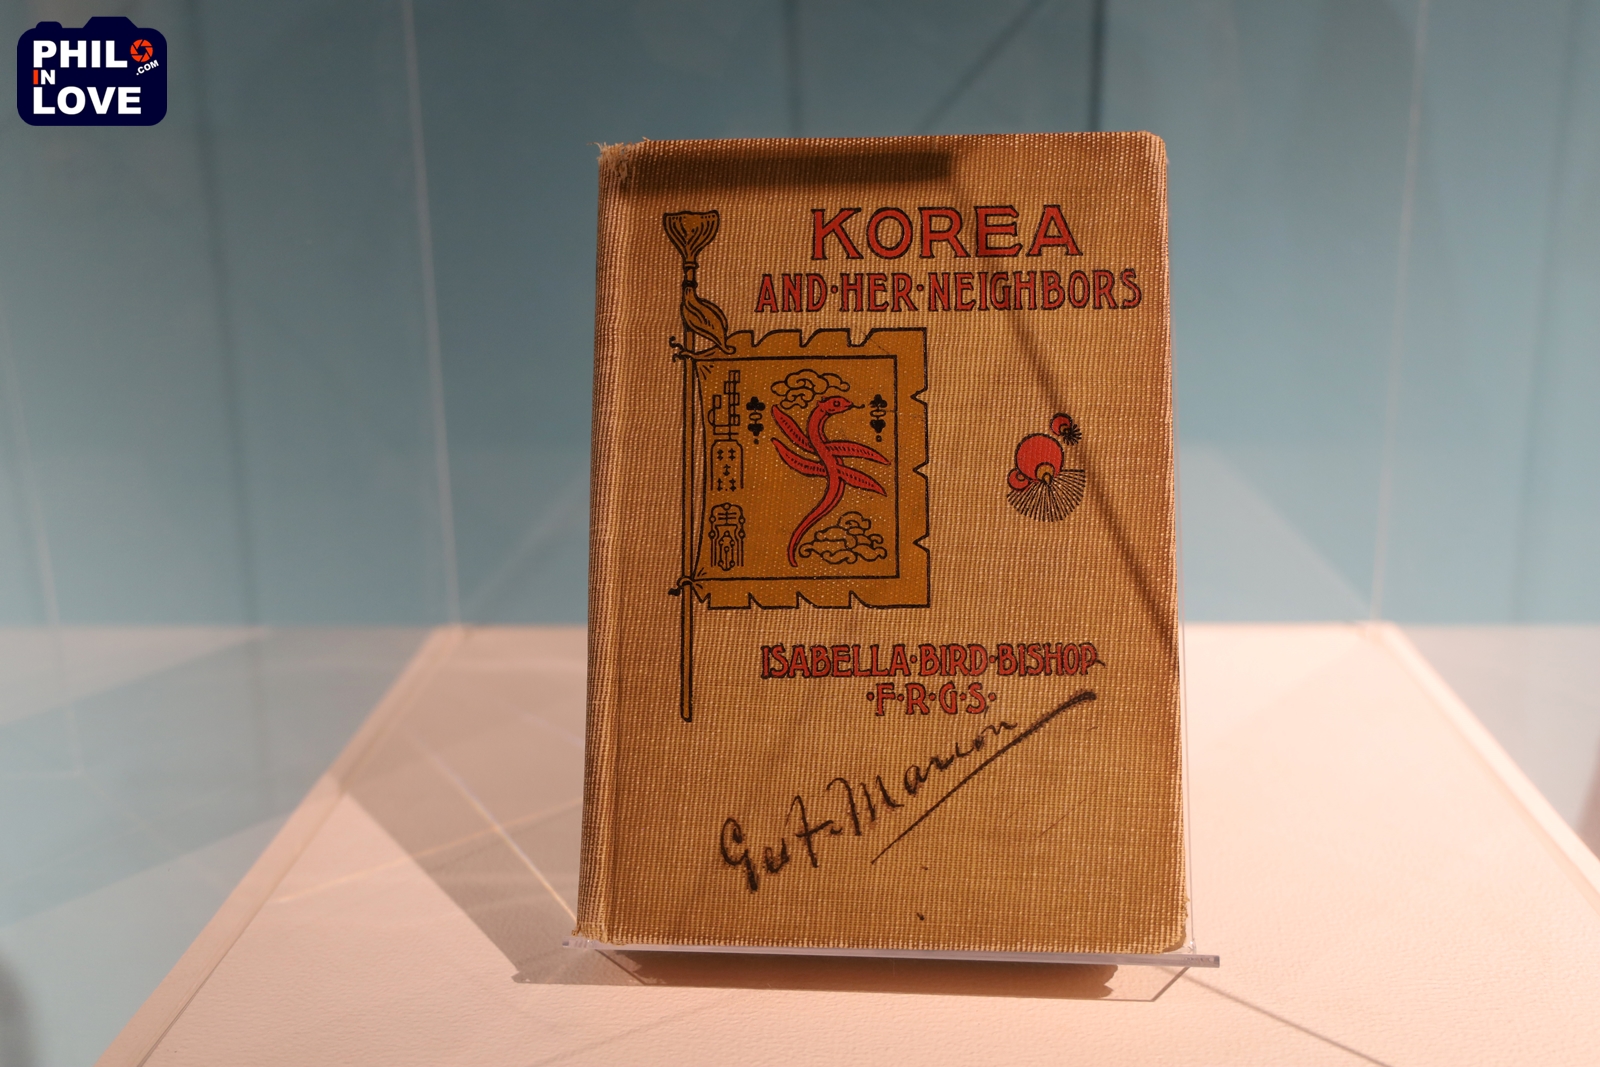 PHIL
IN
.COM
LOVE
KOREA
AND·HER·NEIGHBORS
ISABELLA·BIRD·BISHOP
·F·R·G·S·